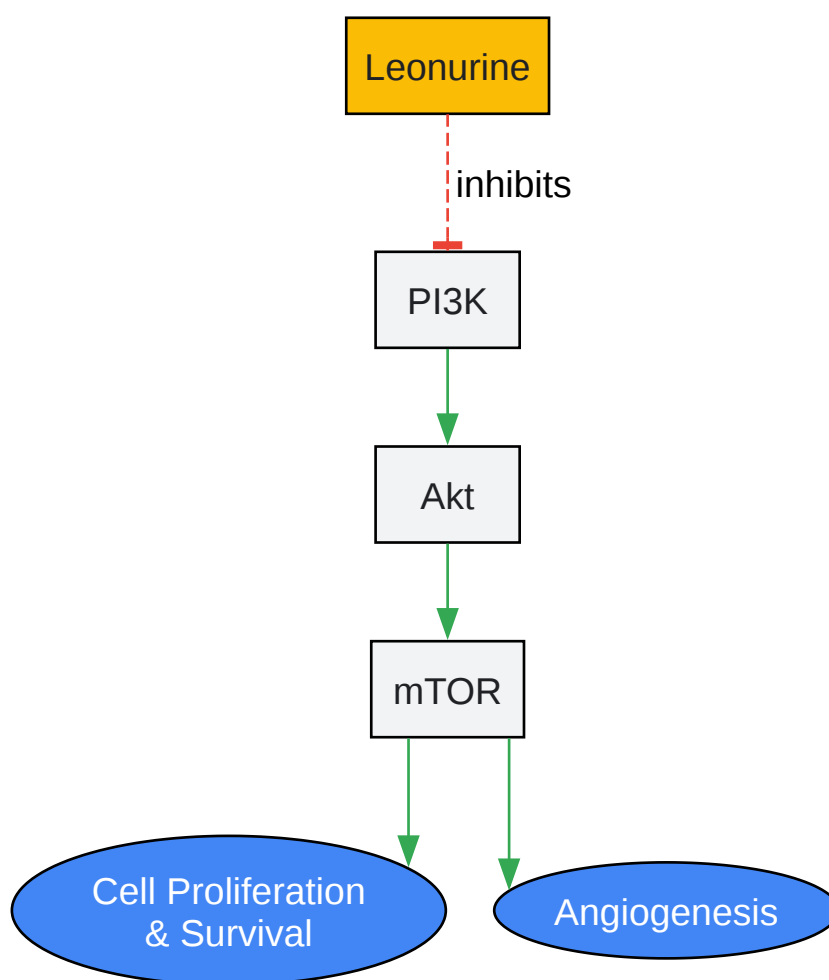 Leonurine
inhibits
PI3K
Akt
mTOR
Cell Proliferation
& Survival
Angiogenesis